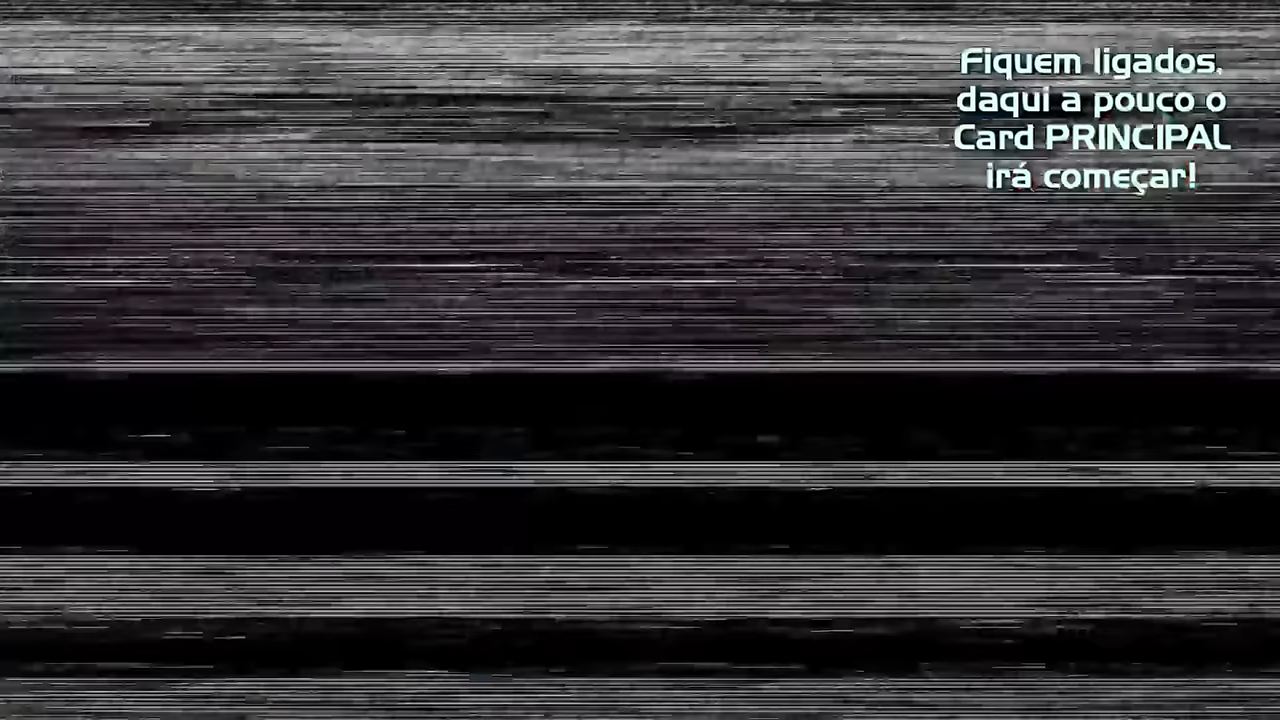 Fiquem ligados,
daqui a pouco o
Card PRINCIPAL
irá começar!